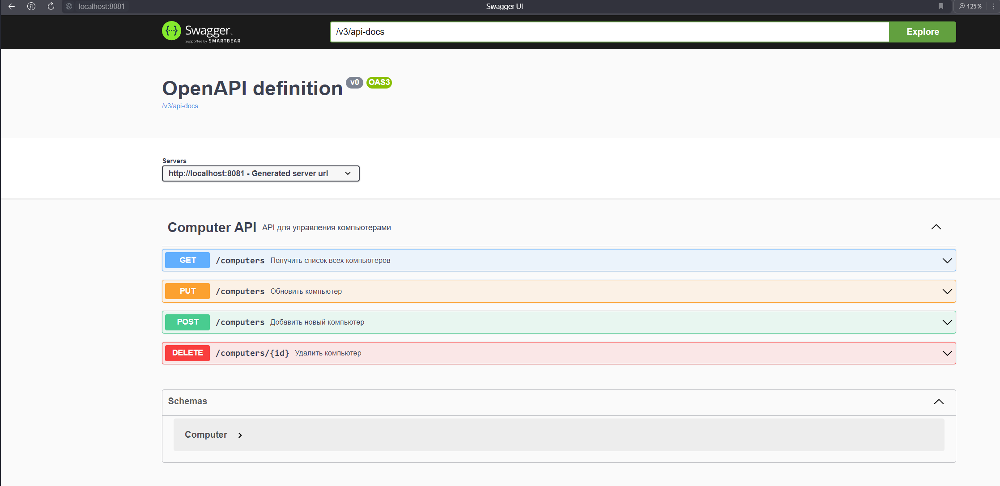 localhost:8081 Swagger UI 125%
Swagger
Supported by SMARTBEAR
/v3/api-docs Explore
OpenAPI definition v0 OAS3
/v3/api-docs
Servers
http://localhost:8081 - Generated server url
Computer API API для управления компьютерами
GET /computers Получить список всех компьютеров
PUT /computers Обновить компьютер
POST /computers Добавить новый компьютер
DELETE /computers/{id} Удалить компьютер
Schemas
Computer